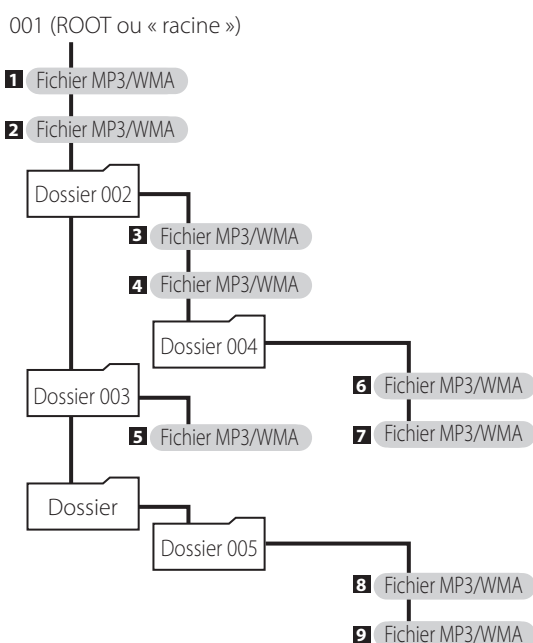 001 (ROOT ou « racine »)
1 Fichier MP3/WMA
2 Fichier MP3/WMA
Dossier 002
3 Fichier MP3/WMA
4 Fichier MP3/WMA
Dossier 004
6 Fichier MP3/WMA
7 Fichier MP3/WMA
Dossier 003
5 Fichier MP3/WMA
Dossier
Dossier 005
8 Fichier MP3/WMA
9 Fichier MP3/WMA